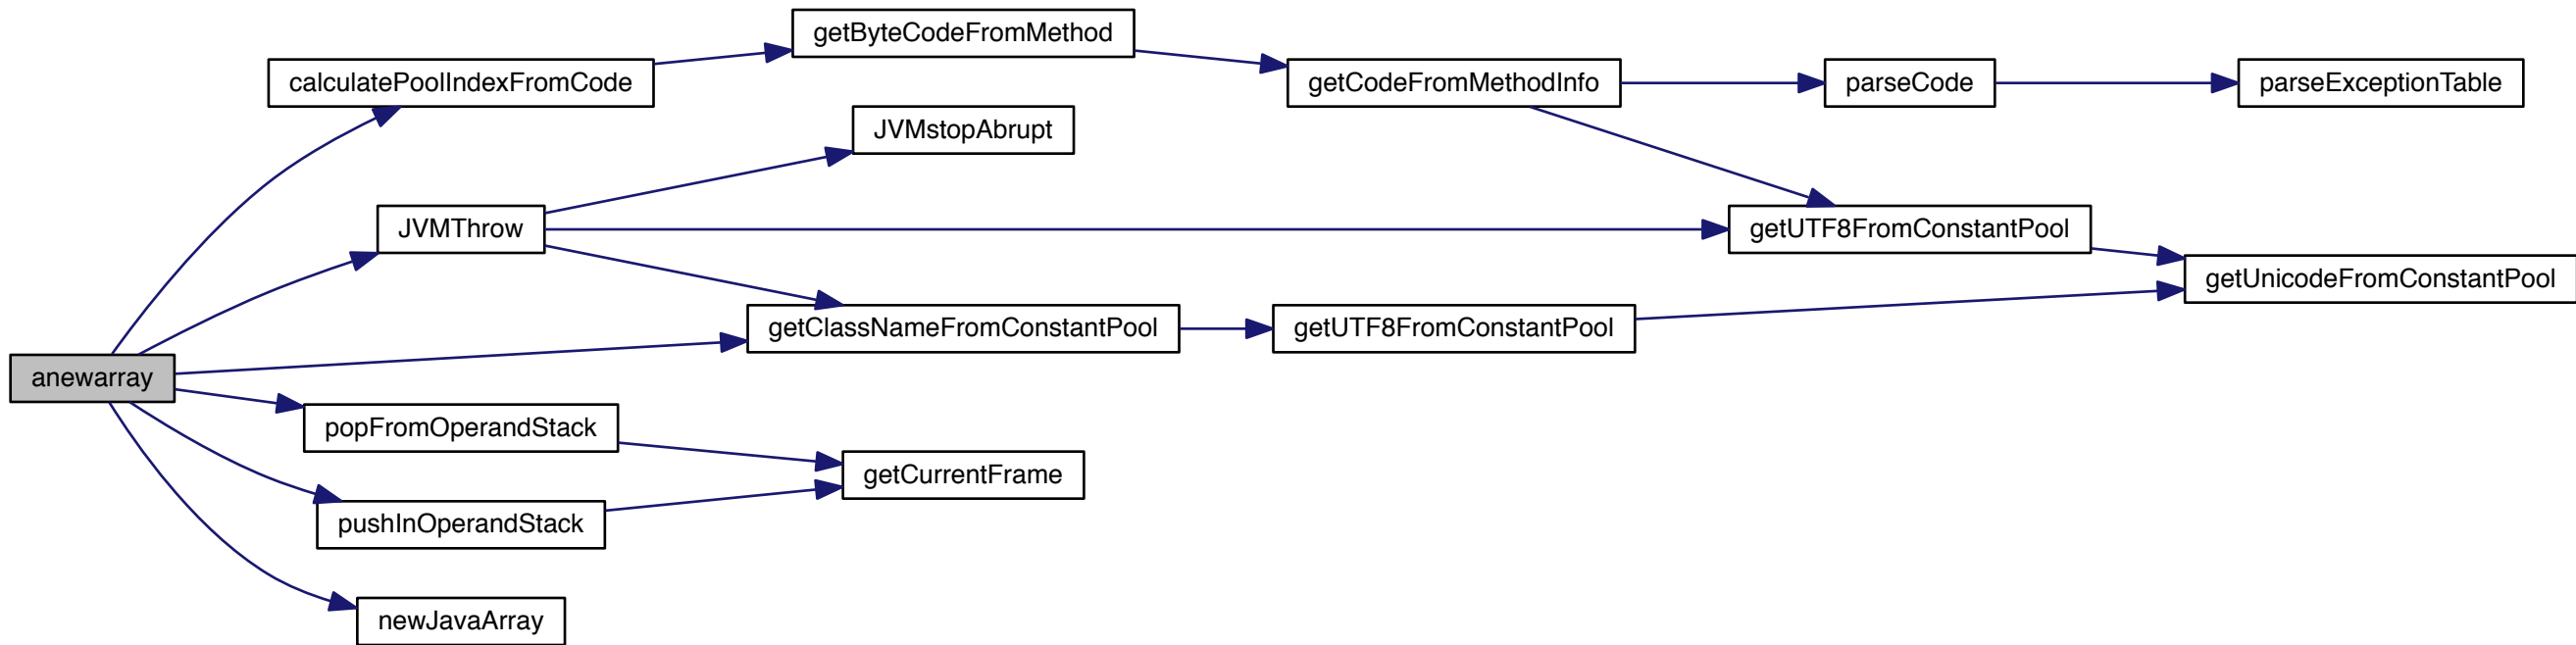 getByteCodeFromMethod
calculatePoolIndexFromCode
getCodeFromMethodInfo
parseCode
parseExceptionTable
JVMstopAbrupt
JVMThrow
getUTF8FromConstantPool
getUnicodeFromConstantPool
getClassNameFromConstantPool
getUTF8FromConstantPool
anewarray
popFromOperandStack
getCurrentFrame
pushInOperandStack
newJavaArray